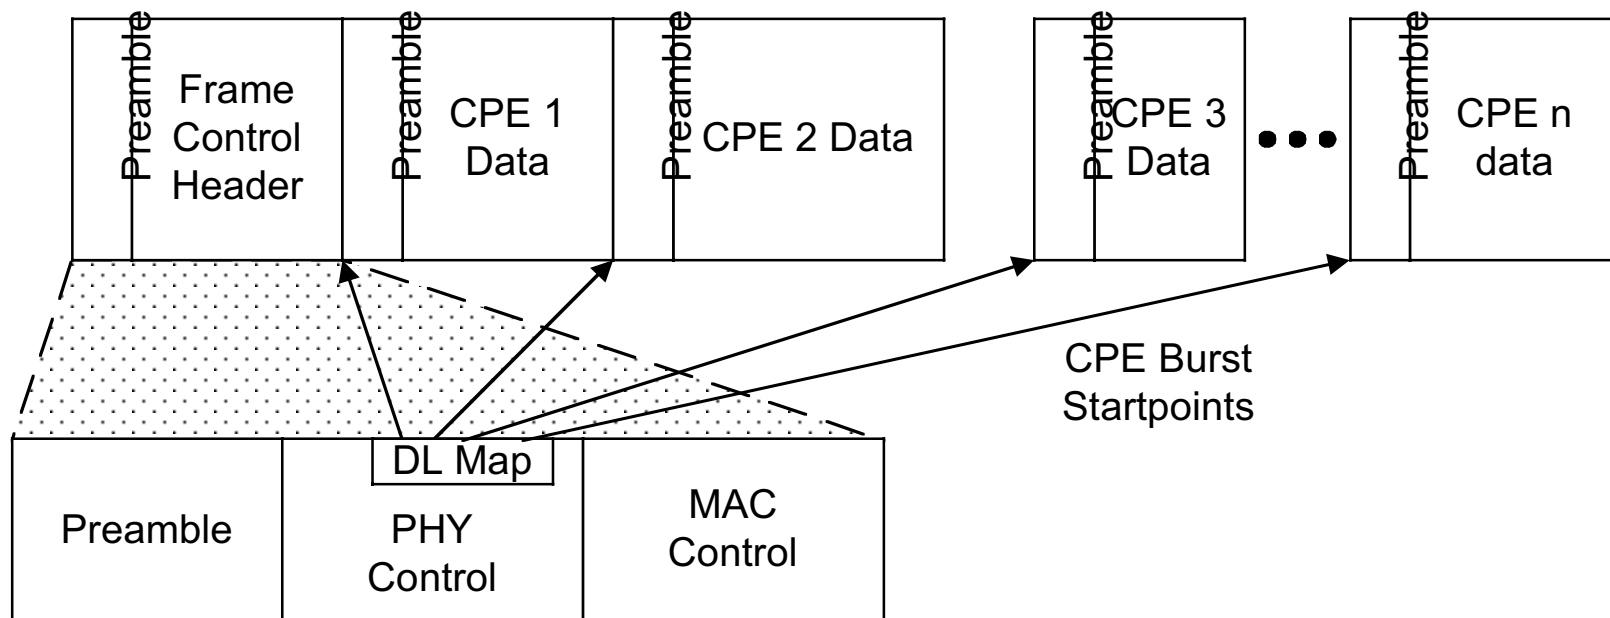 Preamble
Frame
Control
Header
Preamble
CPE 1
Data
Preamble
CPE 2 Data
Preamble
CPE 3
Data
Preamble
CPE n
data
CPE Burst
Startpoints
DL Map
Preamble
PHY
Control
MAC
Control